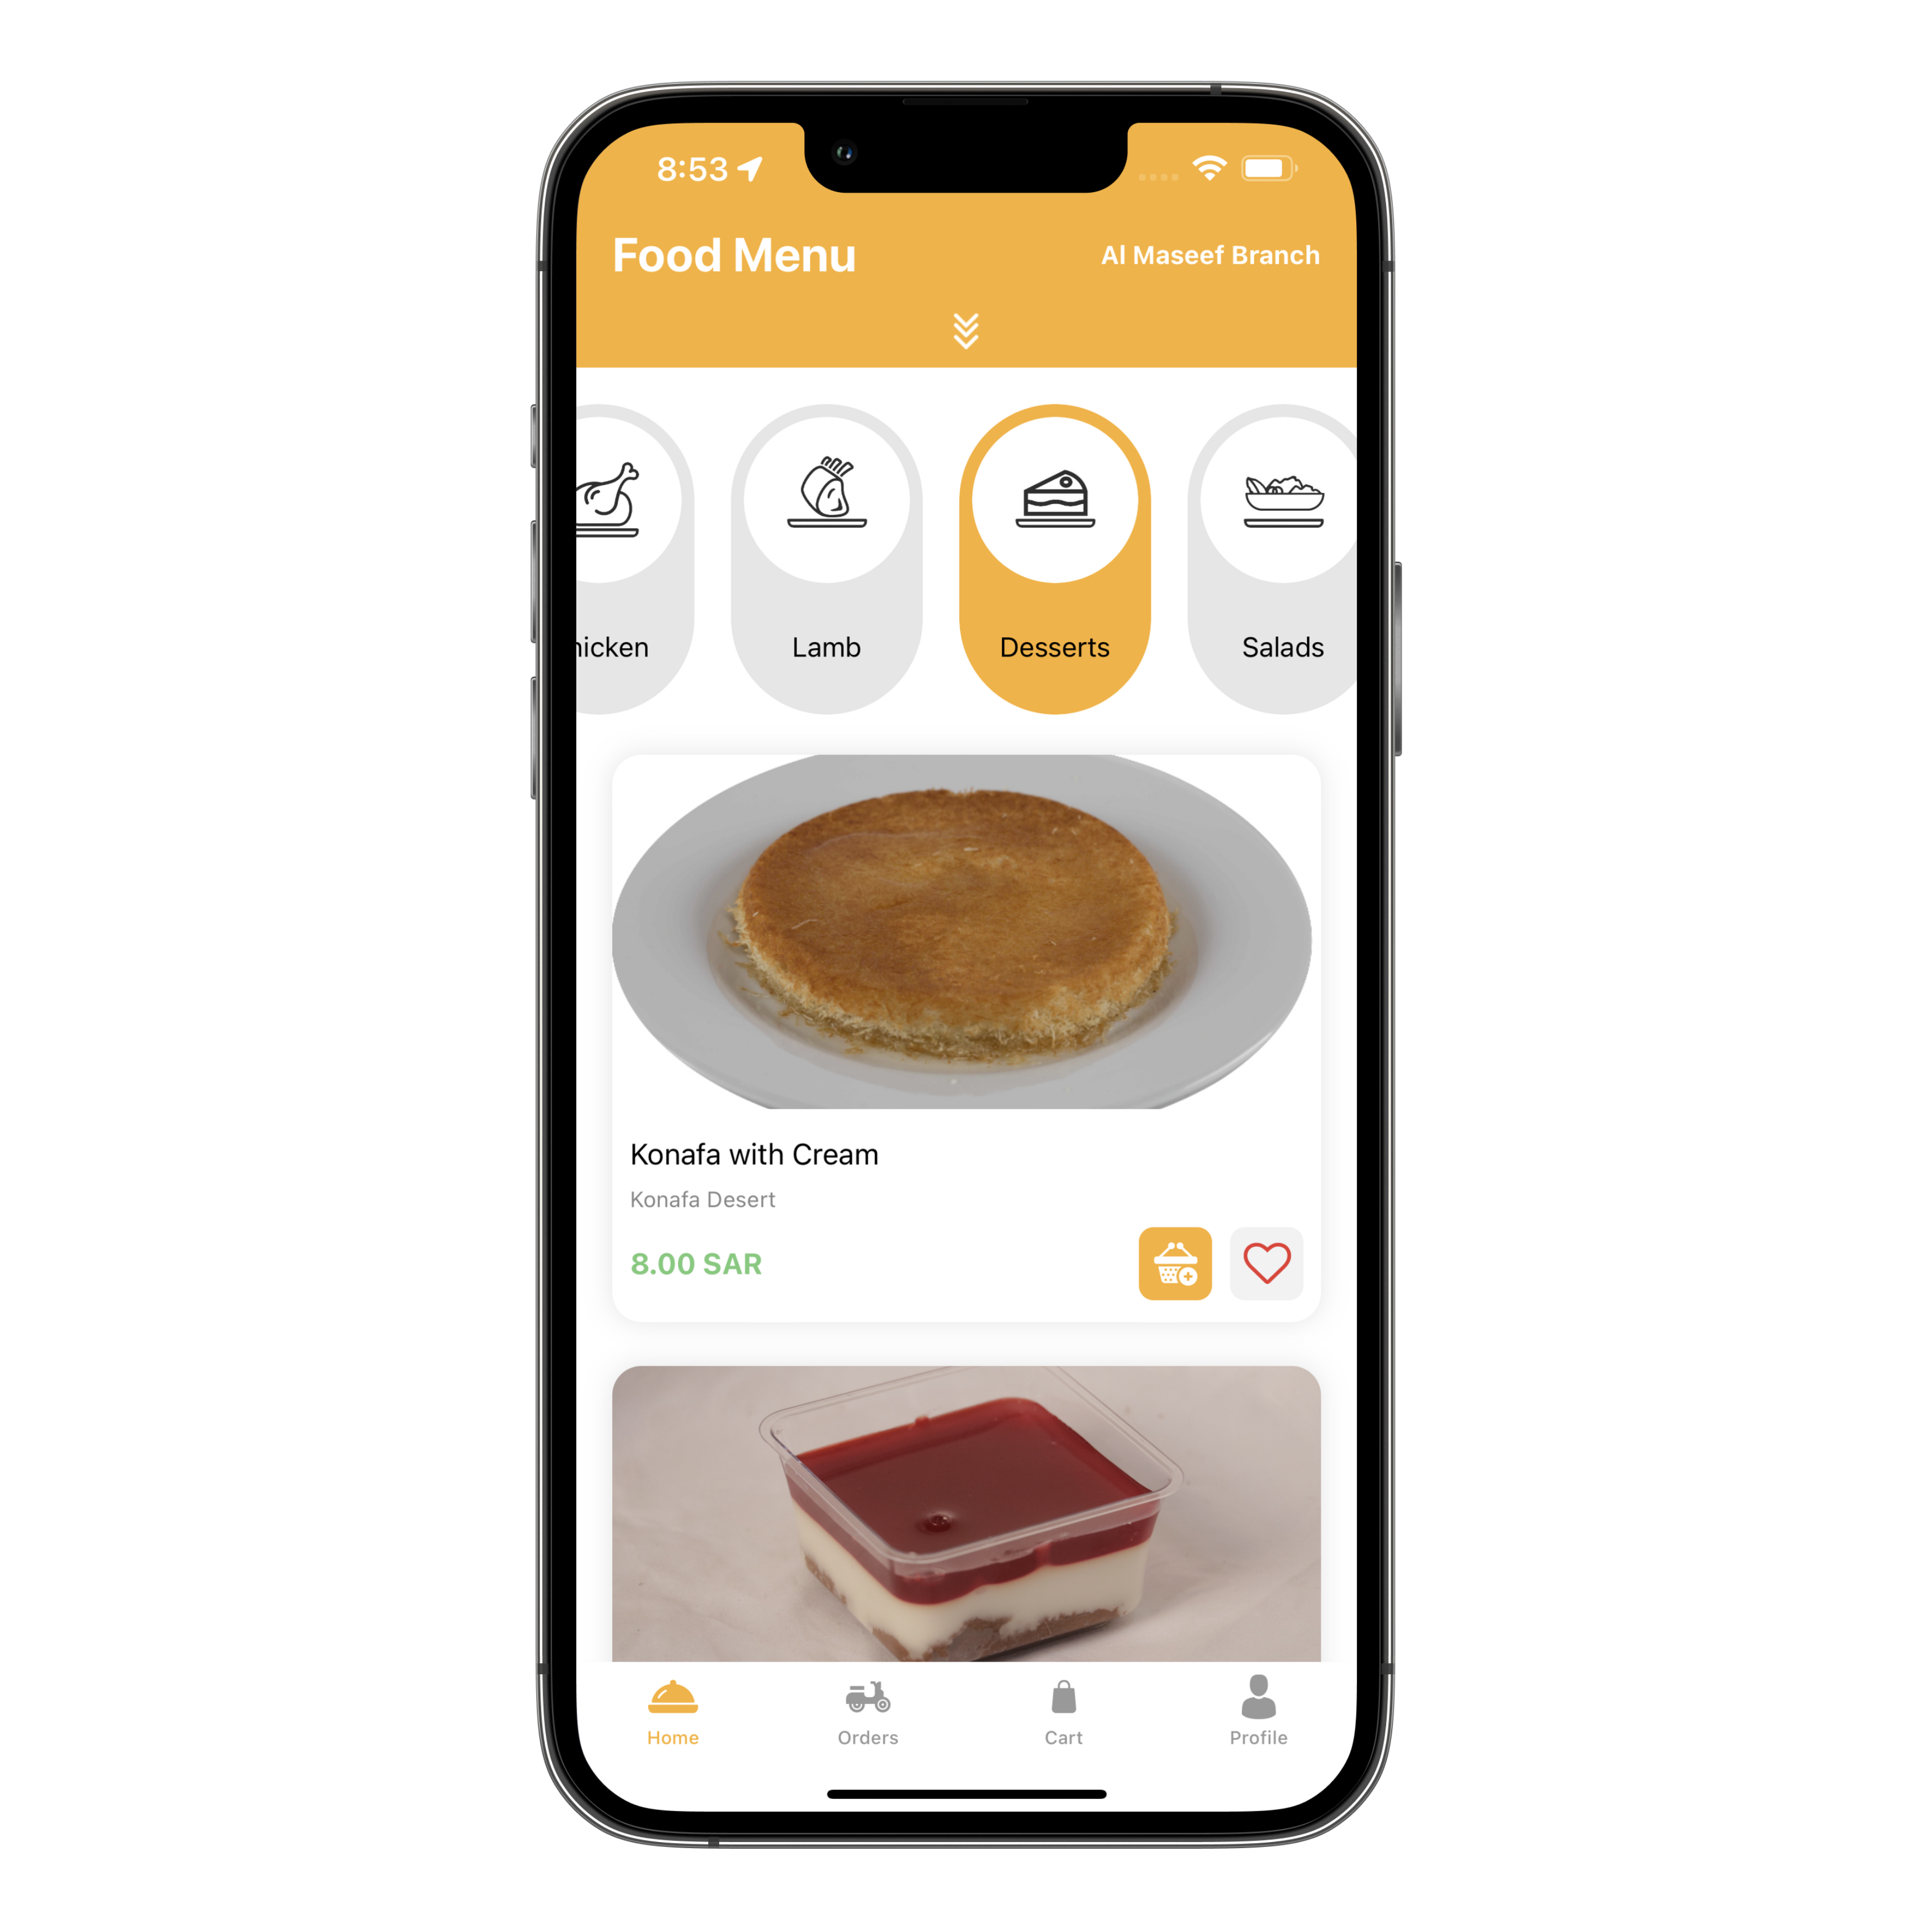 8:53
Food Menu
Al Maseef Branch
hicken
Lamb
Desserts
Salads
Konafa with Cream
Konafa Desert
8.00 SAR
Home
Orders
Cart
Profile